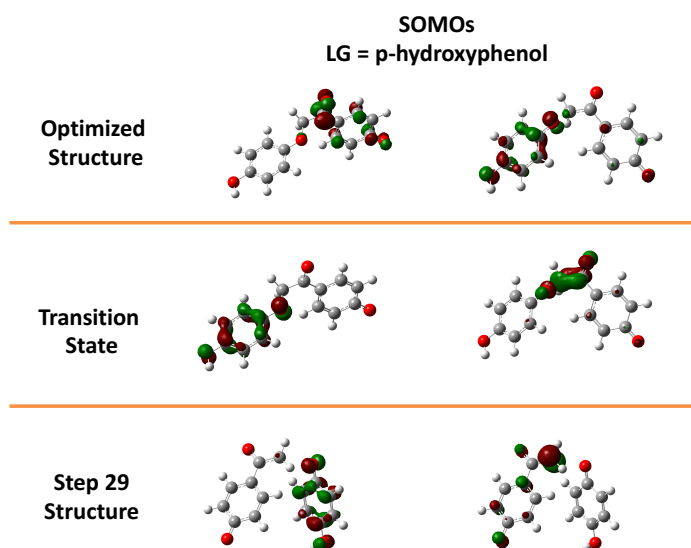 SOMOs
LG = p-hydroxyphenol
Optimized
Structure
Transition
State
Step 29
Structure